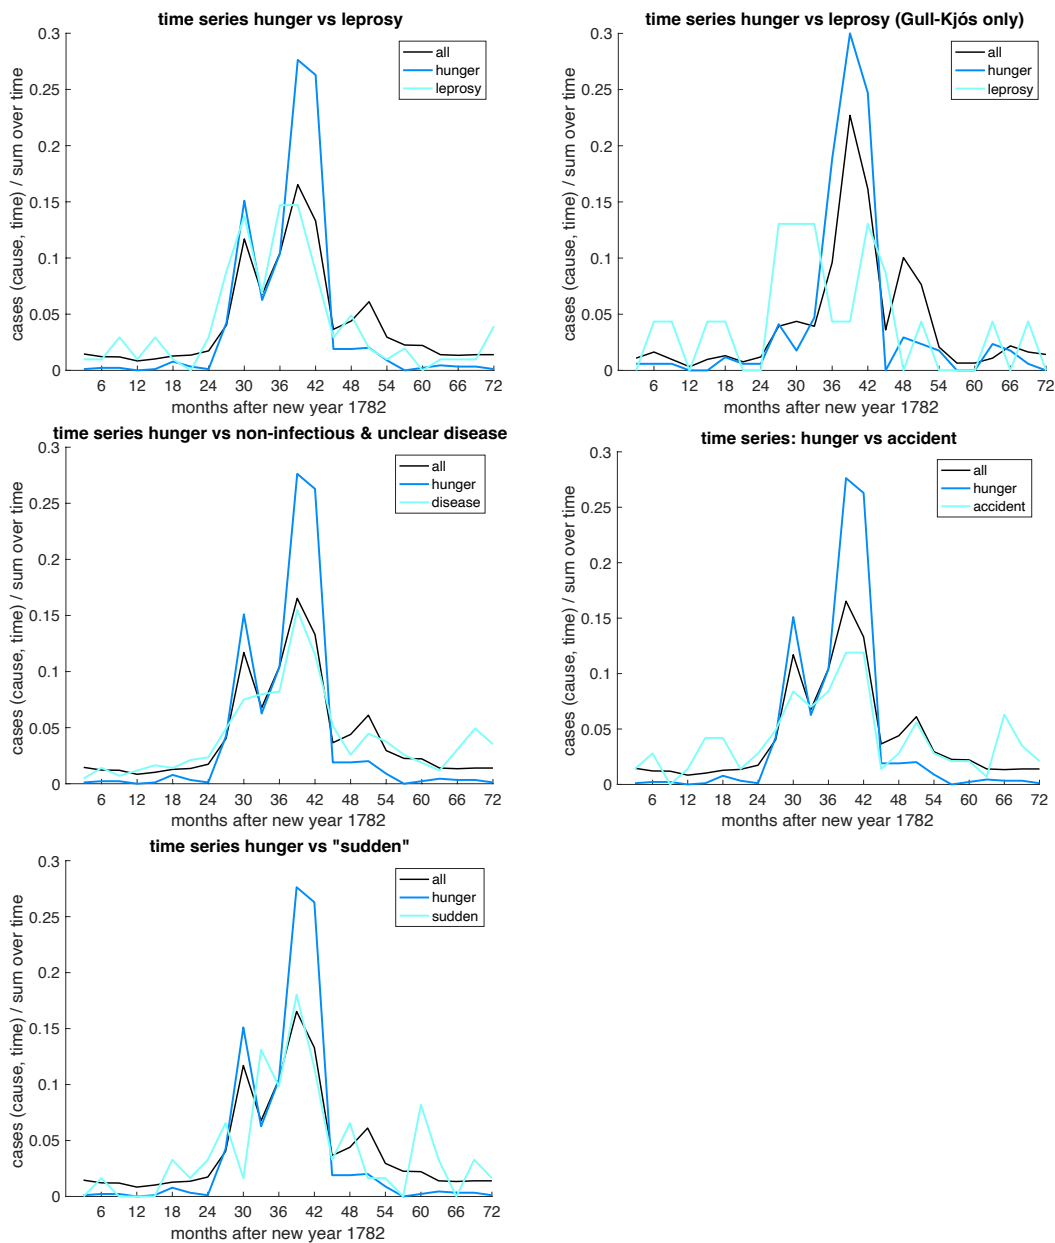 time series hunger vs leprosy
cases (cause, time) / sum over time
0.3
0.25
0.2
0.15
0.1
0.05
0
all
hunger
leprosy
6 12 18 24 30 36 42 48 54 60 66 72
months after new year 1782
time series hunger vs leprosy (Gull-Kjós only)
cases (cause, time) / sum over time
0.3
0.25
0.2
0.15
0.1
0.05
0
all
hunger
leprosy
6 12 18 24 30 36 42 48 54 60 66 72
months after new year 1782
time series hunger vs non-infectious & unclear disease
cases (cause, time) / sum over time
0.3
0.25
0.2
0.15
0.1
0.05
0
all
hunger
disease
6 12 18 24 30 36 42 48 54 60 66 72
months after new year 1782
time series: hunger vs accident
cases (cause, time) / sum over time
0.3
0.25
0.2
0.15
0.1
0.05
0
all
hunger
accident
6 12 18 24 30 36 42 48 54 60 66 72
months after new year 1782
time series hunger vs "sudden"
cases (cause, time) / sum over time
0.3
0.25
0.2
0.15
0.1
0.05
0
all
hunger
sudden
6 12 18 24 30 36 42 48 54 60 66 72
months after new year 1782